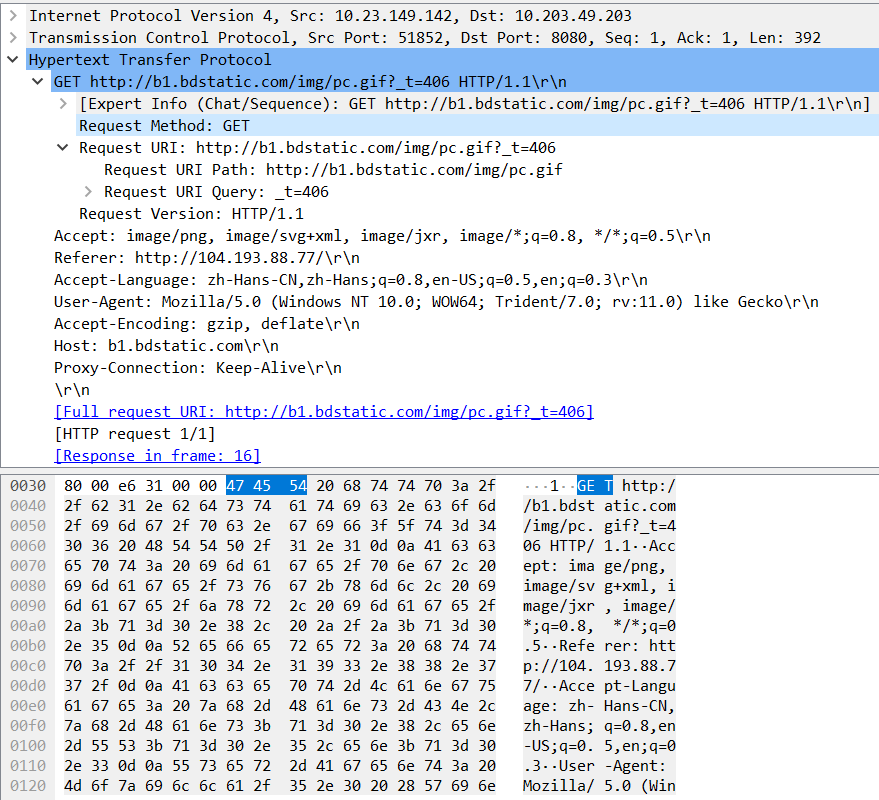 Internet Protocol Version 4, Src: 10.23.149.142, Dst: 10.203.49.203
Transmission Control Protocol, Src Port: 51852, Dst Port: 8080, Seq: 1, Ack: 1, Len: 392
Hypertext Transfer Protocol
GET http://b1.bdstatic.com/img/pc.gif?_t=406 HTTP/1.1\r\n
[Expert Info (Chat/Sequence): GET http://b1.bdstatic.com/img/pc.gif?_t=406 HTTP/1.1\r\n]
Request Method: GET
Request URI: http://b1.bdstatic.com/img/pc.gif?_t=406
Request URI Path: http://b1.bdstatic.com/img/pc.gif
Request URI Query: _t=406
Request Version: HTTP/1.1
Accept: image/png, image/svg+xml, image/jxr, image/*;q=0.8, */*;q=0.5\r\n
Referer: http://104.193.88.77/\r\n
Accept-Language: zh-Hans-CN,zh-Hans;q=0.8,en-US;q=0.5,en;q=0.3\r\n
User-Agent: Mozilla/5.0 (Windows NT 10.0; WOW64; Trident/7.0; rv:11.0) like Gecko\r\n
Accept-Encoding: gzip, deflate\r\n
Host: b1.bdstatic.com\r\n
Proxy-Connection: Keep-Alive\r\n
\r\n
[Full request URI: http://b1.bdstatic.com/img/pc.gif?_t=406]
[HTTP request 1/1]
[Response in frame: 16]
0030 80 00 e6 31 00 00 47 45 54 20 68 74 74 70 3a 2f ···1··GE T http:/
0040 2f 62 31 2e 62 64 73 74 61 74 69 63 2e 63 6f 6d /b1.bdst atic.com
0050 2f 69 6d 67 2f 70 63 2e 67 69 66 3f 5f 74 3d 34 /img/pc. gif?_t=4
0060 30 36 20 48 54 54 50 2f 31 2e 31 0d 0a 41 63 63 06 HTTP/ 1.1··Acc
0070 65 70 74 3a 20 69 6d 61 67 65 2f 70 6e 67 2c 20 ept: ima ge/png,
0080 69 6d 61 67 65 2f 73 76 67 2b 78 6d 6c 2c 20 69 image/sv g+xml, i
0090 6d 61 67 65 2f 6a 78 72 2c 20 69 6d 61 67 65 2f mage/jxr , image/
00a0 2a 3b 71 3d 30 2e 38 2c 20 2a 2f 2a 3b 71 3d 30 *;q=0.8, */*;q=0
00b0 2e 35 0d 0a 52 65 66 65 72 65 72 3a 20 68 74 74 .5··Refe rer: htt
00c0 70 3a 2f 2f 31 30 34 2e 31 39 33 2e 38 38 2e 37 p://104. 193.88.7
00d0 37 2f 0d 0a 41 63 63 65 70 74 2d 4c 61 6e 67 75 7/··Acce pt-Langu
00e0 61 67 65 3a 20 7a 68 2d 48 61 6e 73 2d 43 4e 2c age: zh- Hans-CN,
00f0 7a 68 2d 48 61 6e 73 3b 71 3d 30 2e 38 2c 65 6e zh-Hans; q=0.8,en
0100 2d 55 53 3b 71 3d 30 2e 35 2c 65 6e 3b 71 3d 30 -US;q=0. 5,en;q=0
0110 2e 33 0d 0a 55 73 65 72 2d 41 67 65 6e 74 3a 20 .3··User -Agent:
0120 4d 6f 7a 69 6c 6c 61 2f 35 2e 30 20 28 57 69 6e Mozilla/ 5.0 (Win